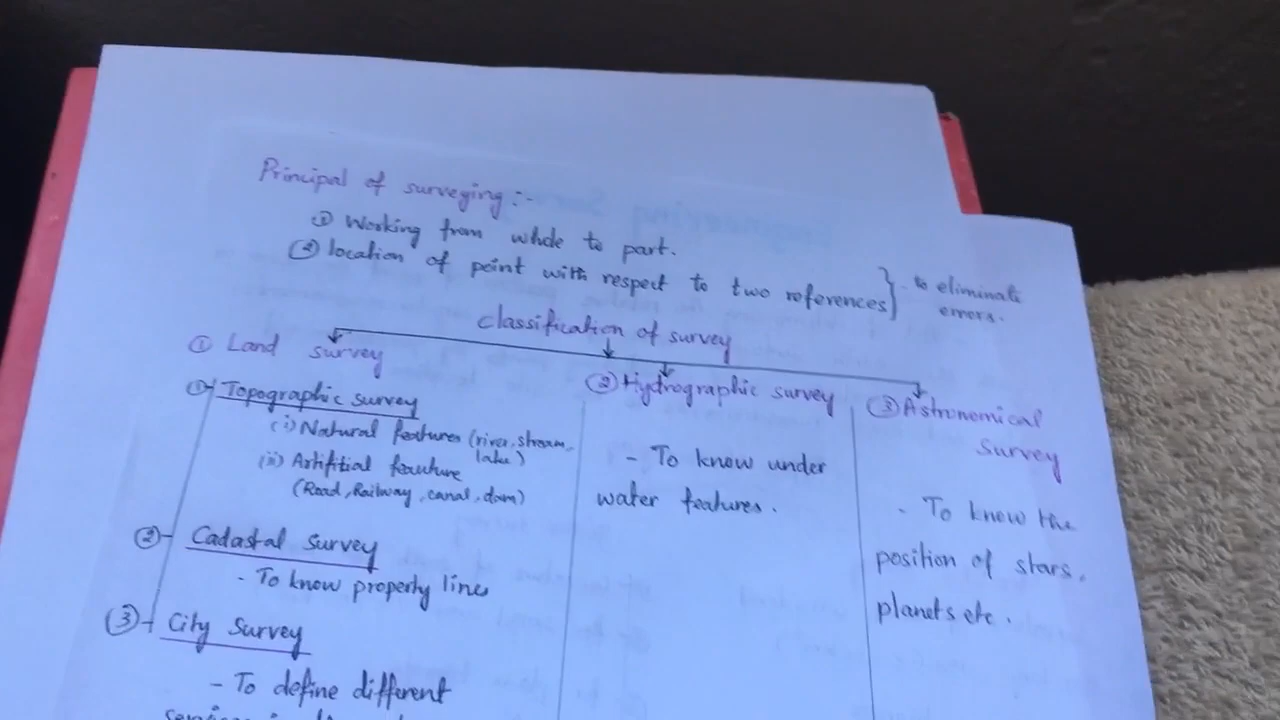 Principal of surveying :-
① Working from whole to part.
② location of point with respect to two references } - to eliminate
errors.
Classification of survey
① Land survey
① Topographic survey
(i) Natural features (river, stream,
lake)
(ii) Artifitial feauture
(Road, Railway, canal, dam)
② Cadastal survey
- To know property lines
③ City Survey
- To define different
② Hydrographic survey
- To know under
water features.
③ Astronomical
Survey
- To know the
position of stars,
planets etc.